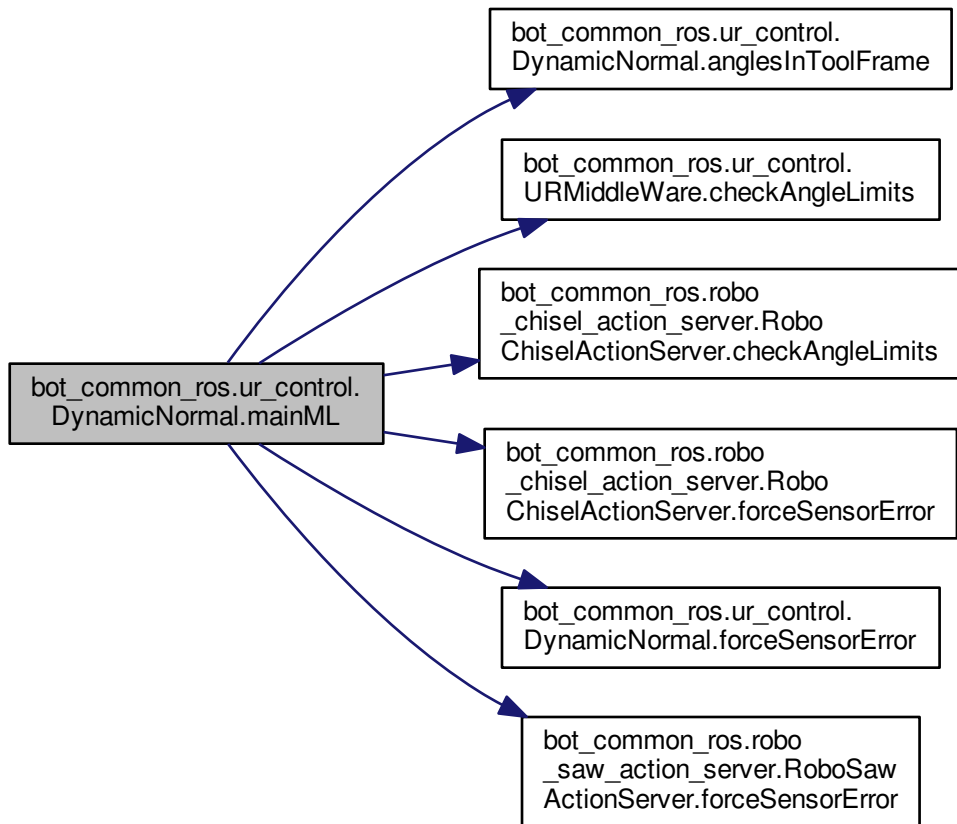 bot_common_ros.ur_control.
DynamicNormal.anglesInToolFrame
bot_common_ros.ur_control.
URMiddleWare.checkAngleLimits
bot_common_ros.robo
_chisel_action_server.Robo
ChiselActionServer.checkAngleLimits
bot_common_ros.ur_control.
DynamicNormal.mainML
bot_common_ros.robo
_chisel_action_server.Robo
ChiselActionServer.forceSensorError
bot_common_ros.ur_control.
DynamicNormal.forceSensorError
bot_common_ros.robo
_saw_action_server.RoboSaw
ActionServer.forceSensorError